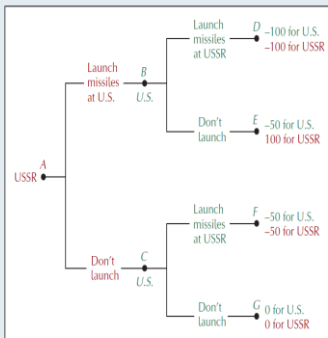 Launch
missiles
at USSR
D
–100 for U.S.
–100 for USSR
Launch
missiles
at U.S.
B
U.S.
Don't
launch
E
–50 for U.S.
100 for USSR
A
USSR
Launch
missiles
at USSR
F
–50 for U.S.
–50 for USSR
Don't
launch
C
U.S.
Don't
launch
G
0 for U.S.
0 for USSR